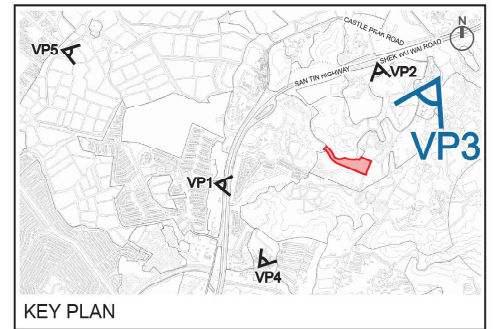 N
CASTLE PEAK ROAD
SHEK WU WAI ROAD
SAN TIN HIGHWAY
VP5
VP2
VP3
VP1
VP4
KEY PLAN